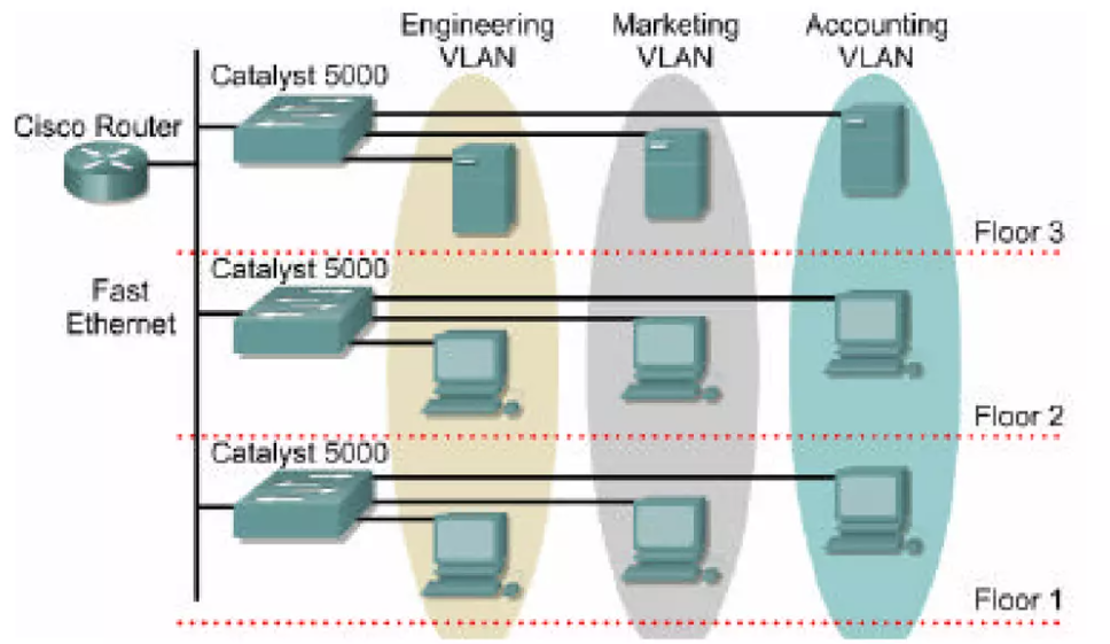 Engineering
VLAN
Marketing
VLAN
Accounting
VLAN
Catalyst 5000
Cisco Router
Floor 3
Catalyst 5000
Fast
Ethernet
Floor 2
Catalyst 5000
Floor 1